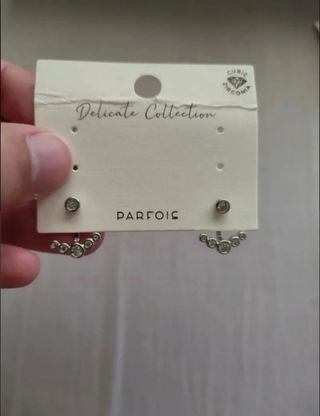 CUBIC
ZIRCONIA
Delicate Collection
PARFOIS